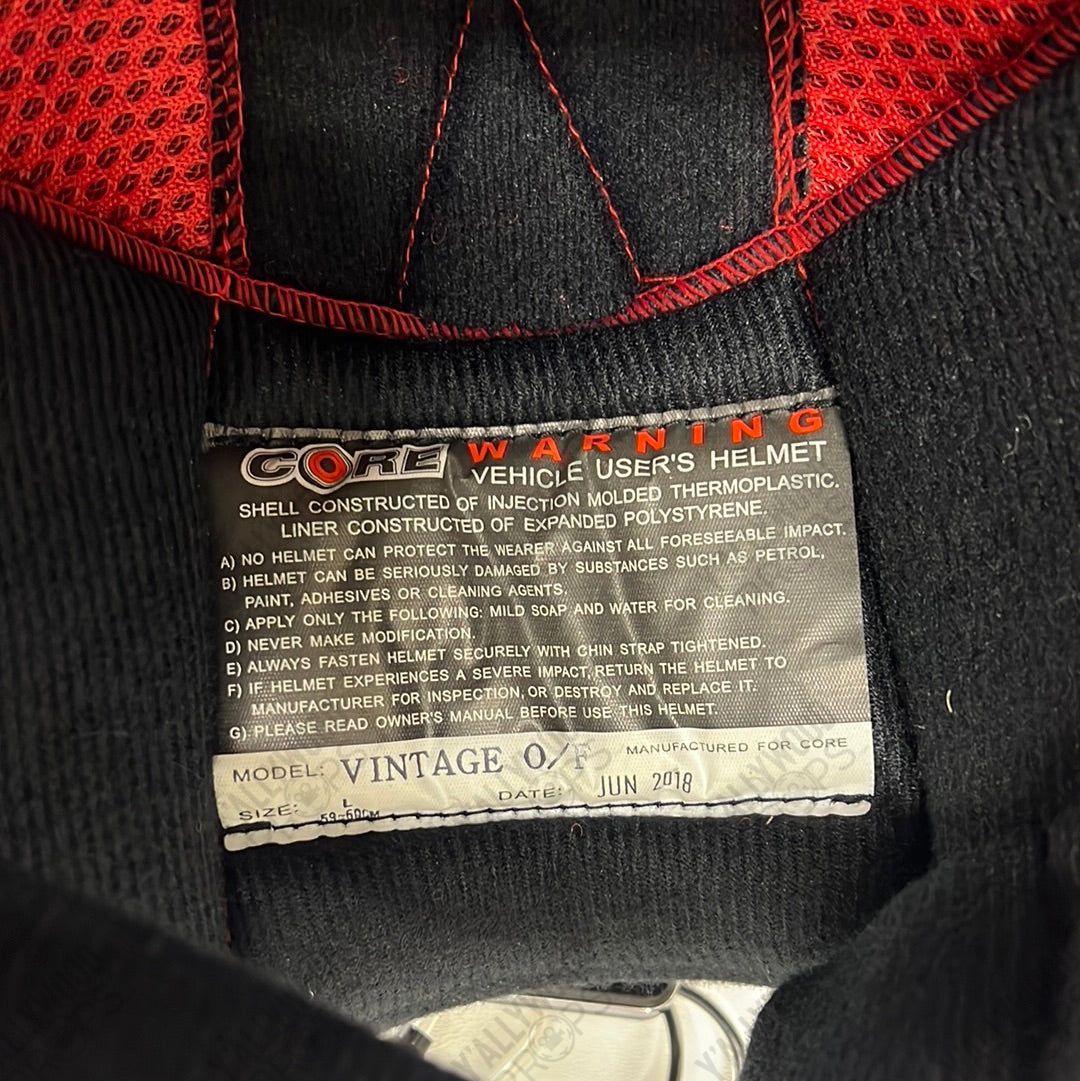 CORE WARNING
VEHICLE USER'S HELMET
SHELL CONSTRUCTED OF INJECTION MOLDED THERMOPLASTIC.
LINER CONSTRUCTED OF EXPANDED POLYSTYRENE.
A) NO HELMET CAN PROTECT THE WEARER AGAINST ALL FORESEEABLE IMPACT.
B) HELMET CAN BE SERIOUSLY DAMAGED BY SUBSTANCES SUCH AS PETROL,
PAINT, ADHESIVES OR CLEANING AGENTS.
C) APPLY ONLY THE FOLLOWING: MILD SOAP AND WATER FOR CLEANING.
D) NEVER MAKE MODIFICATION.
E) ALWAYS FASTEN HELMET SECURELY WITH CHIN STRAP TIGHTENED.
F) IF HELMET EXPERIENCES A SEVERE IMPACT, RETURN THE HELMET TO
MANUFACTURER FOR INSPECTION, OR DESTROY AND REPLACE IT.
G) PLEASE READ OWNER'S MANUAL BEFORE USE THIS HELMET.
MODEL: VINTAGE O/F MANUFACTURED FOR CORE
SIZE: L DATE: JUN 2018
59-60CM
Y'ALLYWOOD
PROPS